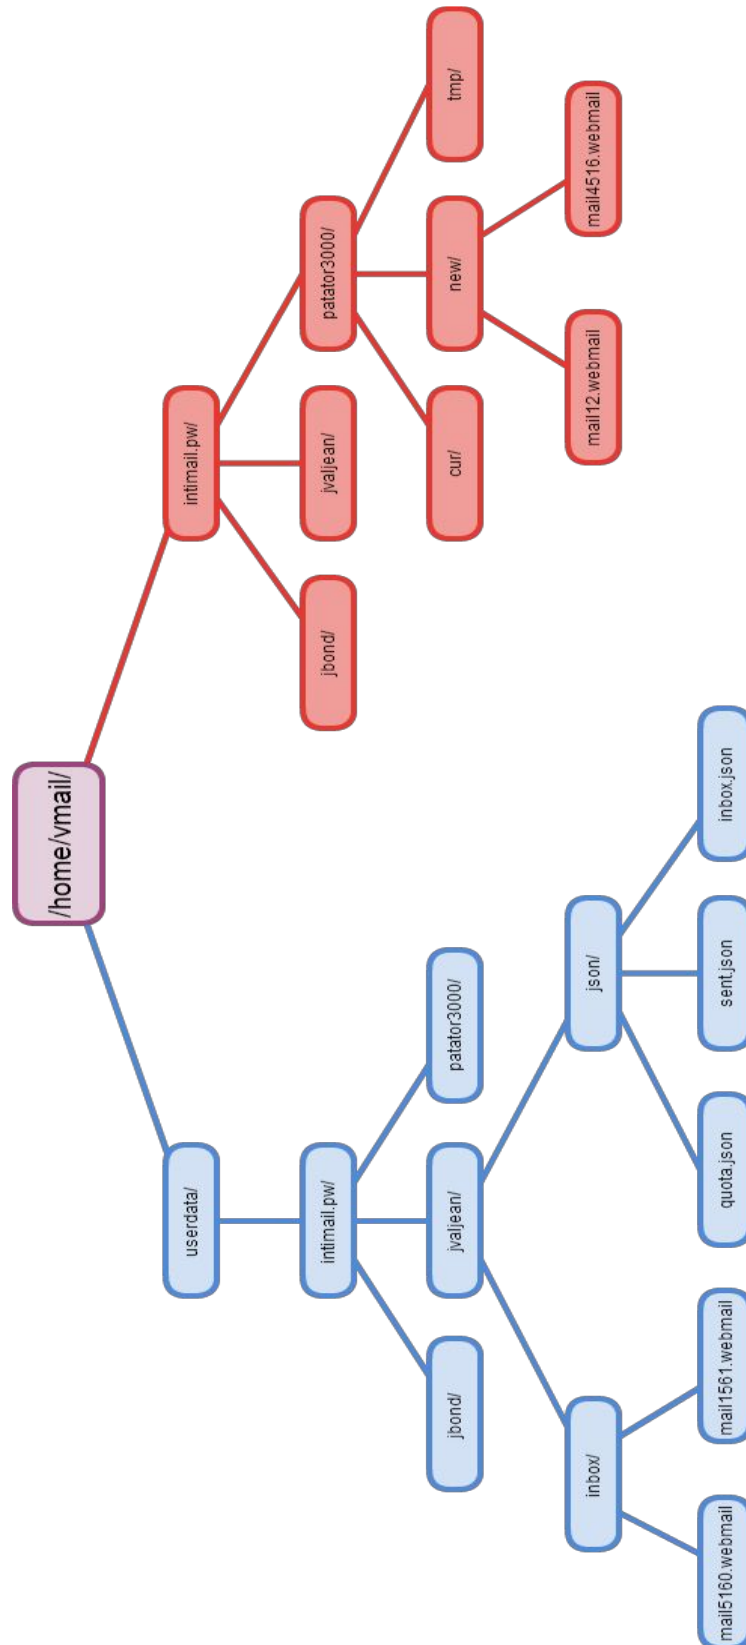 /home/vmail/
userdata/
intimail.pw/
intimail.pw/
jbond/
jvaljean/
patator3000/
jbond/
jvaljean/
patator3000/
cur/
new/
tmp/
inbox/
json/
mail12.webmail
mail4516.webmail
mail5160.webmail
mail1561.webmail
quota.json
sent.json
inbox.json